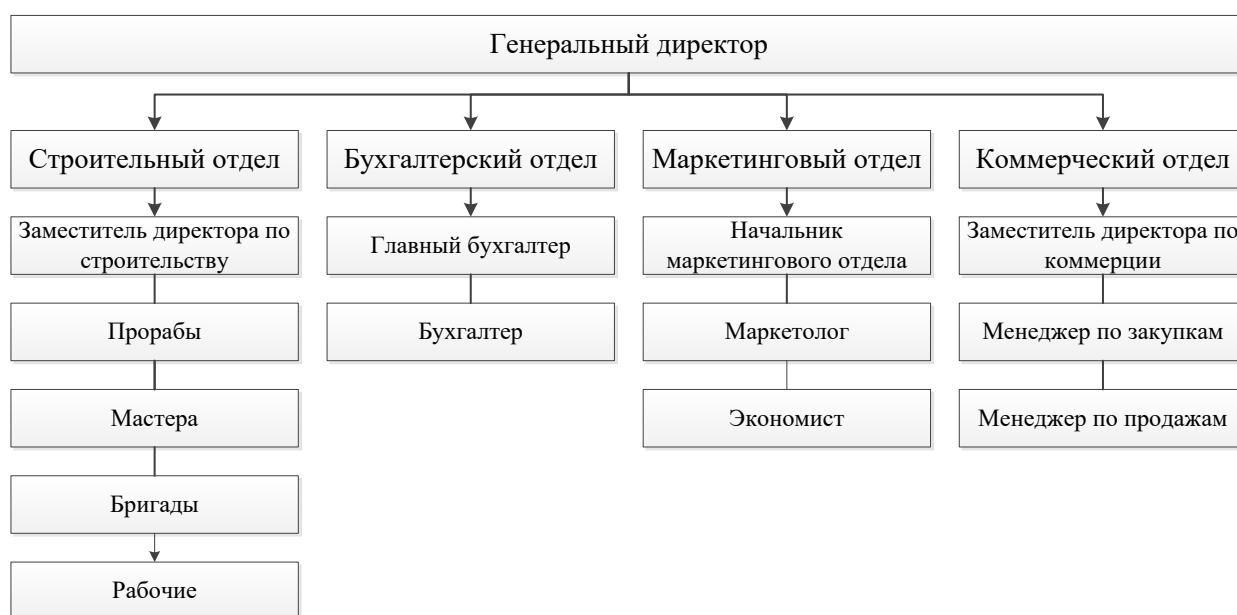 Генеральный директор
Строительный отдел
Бухгалтерский отдел
Маркетинговый отдел
Коммерческий отдел
Заместитель директора по
строительству
Главный бухгалтер
Начальник
маркетингового отдела
Заместитель директора по
коммерции
Прорабы
Бухгалтер
Маркетолог
Менеджер по закупкам
Мастера
Экономист
Менеджер по продажам
Бригады
Рабочие